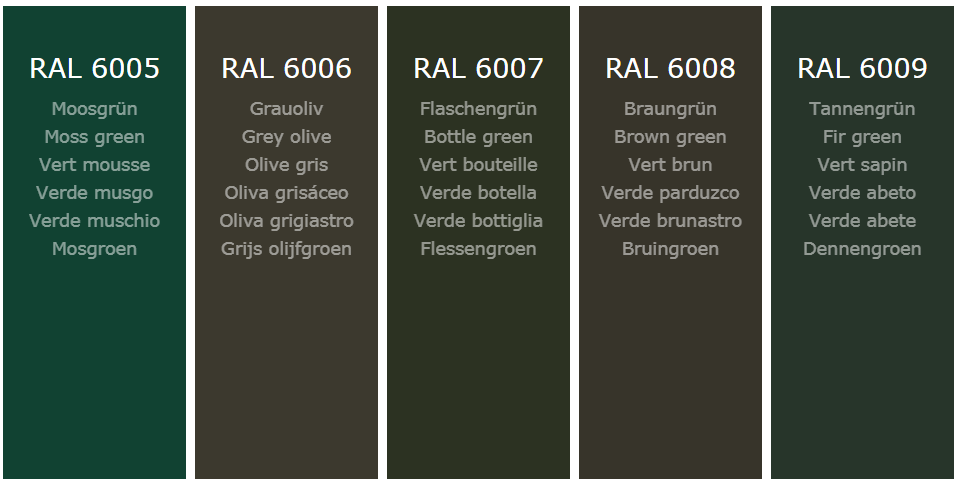 RAL 6005
Moosgrün
Moss green
Vert mousse
Verde musgo
Verde muschio
Mosgroen
RAL 6006
Grauoliv
Grey olive
Olive gris
Oliva grisáceo
Oliva grigiastro
Grijs olijfgroen
RAL 6007
Flaschengrün
Bottle green
Vert bouteille
Verde botella
Verde bottiglia
Flessengroen
RAL 6008
Braungrün
Brown green
Vert brun
Verde parduzco
Verde brunastro
Bruingroen
RAL 6009
Tannengrün
Fir green
Vert sapin
Verde abeto
Verde abete
Dennengroen